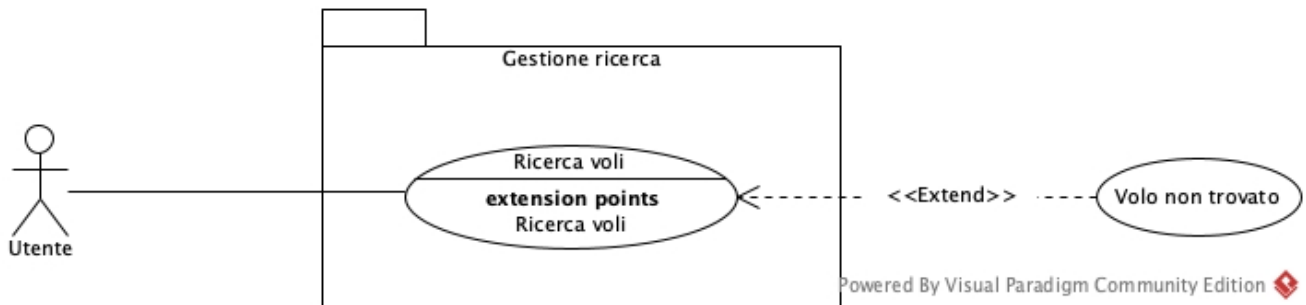 Gestione ricerca
Utente
Ricerca voli
extension points
Ricerca voli
<<Extend>>
Volo non trovato
Powered By Visual Paradigm Community Edition